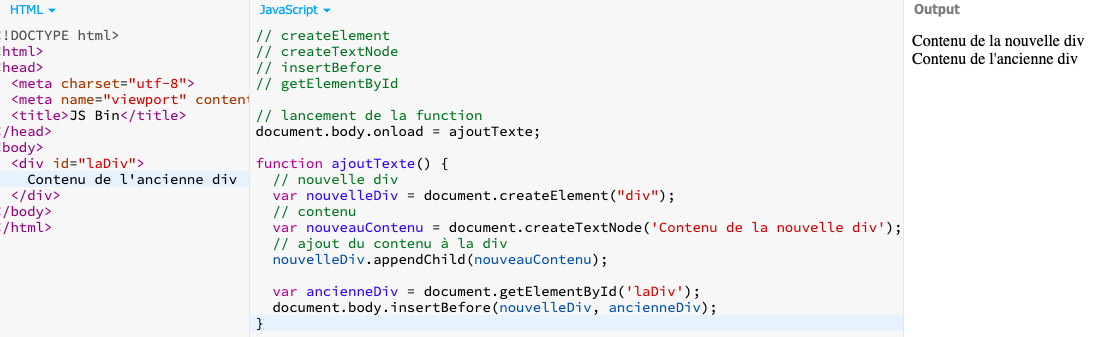 HTML
!DOCTYPE html>
html>
head>
<meta charset="utf-8">
<meta name="viewport" conten
<title>JS Bin</title>
/head>
body>
<div id="laDiv">
Contenu de l'ancienne div
</div>
/body>
/html>
JavaScript
// createElement
// createTextNode
// insertBefore
// getElementById
// lancement de la function
document.body.onload = ajoutTexte;
function ajoutTexte() {
// nouvelle div
var nouvelleDiv = document.createElement("div");
// contenu
var nouveauContenu = document.createTextNode('Contenu de la nouvelle div');
// ajout du contenu à la div
nouvelleDiv.appendChild(nouveauContenu);
var ancienneDiv = document.getElementById('laDiv');
document.body.insertBefore(nouvelleDiv, ancienneDiv);
}
Output
Contenu de la nouvelle div
Contenu de l'ancienne div